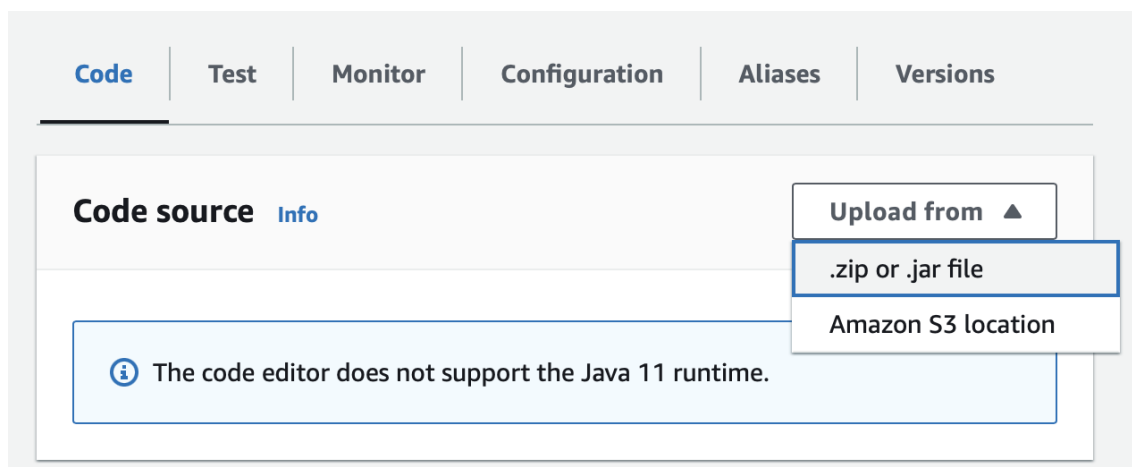 Code Test Monitor Configuration Aliases Versions
Code source Info Upload from
.zip or .jar file
Amazon S3 location
The code editor does not support the Java 11 runtime.